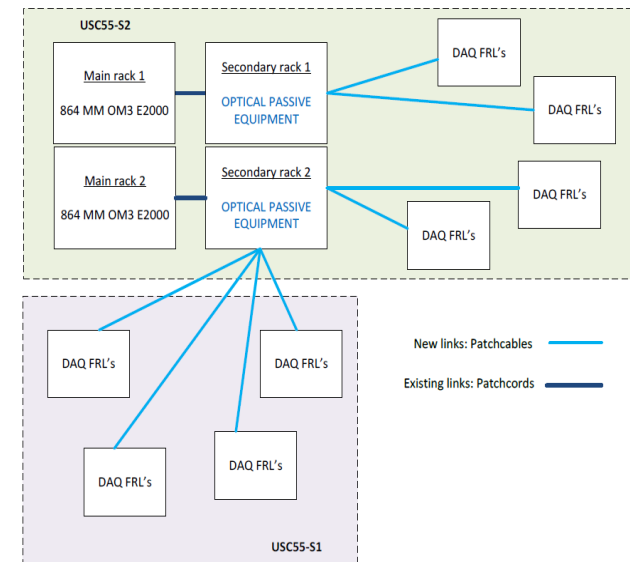 USC55-S2
Main rack 1
864 MM OM3 E2000
Secondary rack 1
OPTICAL PASSIVE
EQUIPMENT
DAQ FRL's
DAQ FRL's
Main rack 2
864 MM OM3 E2000
Secondary rack 2
OPTICAL PASSIVE
EQUIPMENT
DAQ FRL's
DAQ FRL's
DAQ FRL's
DAQ FRL's
New links: Patchcables
Existing links: Patchcords
DAQ FRL's
DAQ FRL's
USC55-S1